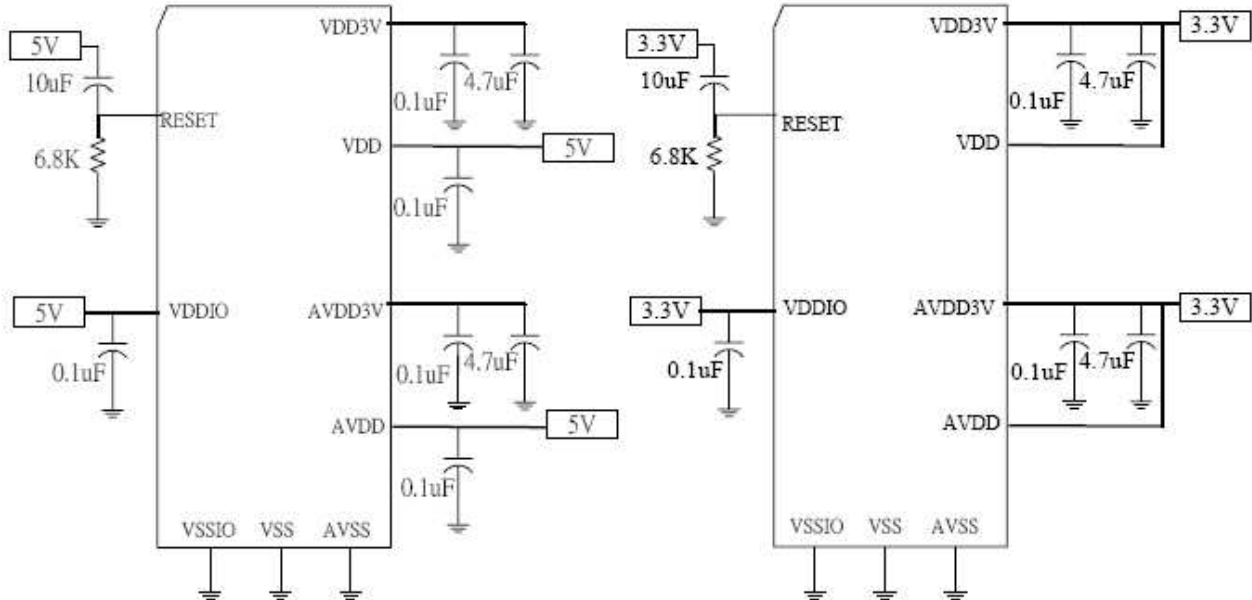 VDD3V
5V
10uF
4.7uF
0.1uF
RESET
6.8K
VDD
5V
0.1uF
5V
VDDIO
AVDD3V
0.1uF
0.1uF
4.7uF
AVDD
5V
0.1uF
VSSIO VSS AVSS
VDD3V
3.3V
3.3V
10uF
4.7uF
0.1uF
RESET
6.8K
VDD
3.3V
VDDIO
AVDD3V
3.3V
0.1uF
0.1uF
4.7uF
AVDD
VSSIO VSS AVSS